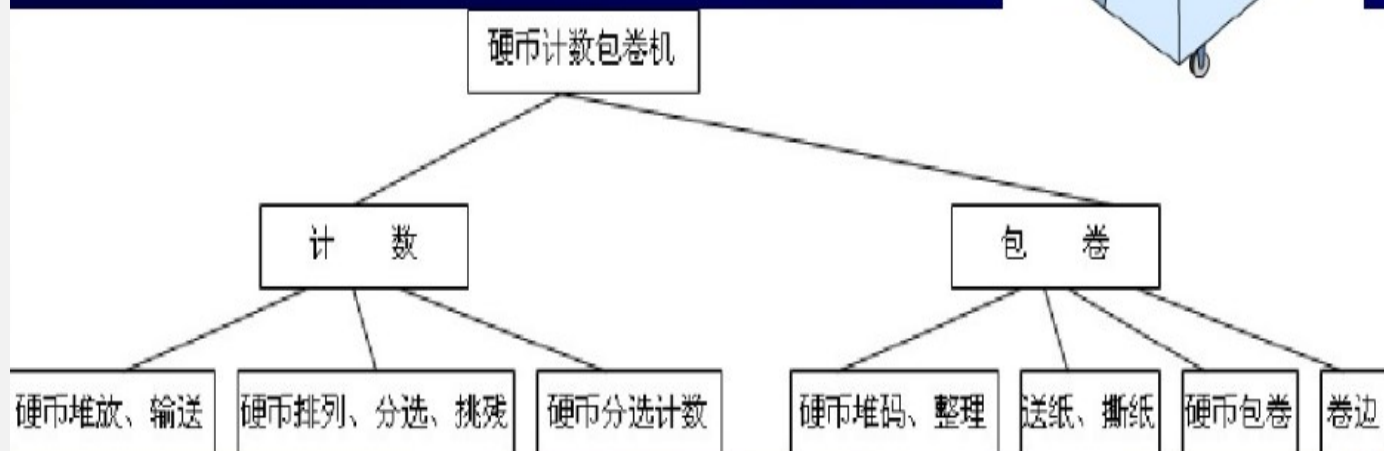 硬币计数包卷机
计 数
包 卷
硬币堆放、输送
硬币排列、分选、挑残
硬币分选计数
硬币堆码、整理
送纸、撕纸
硬币包卷
卷边